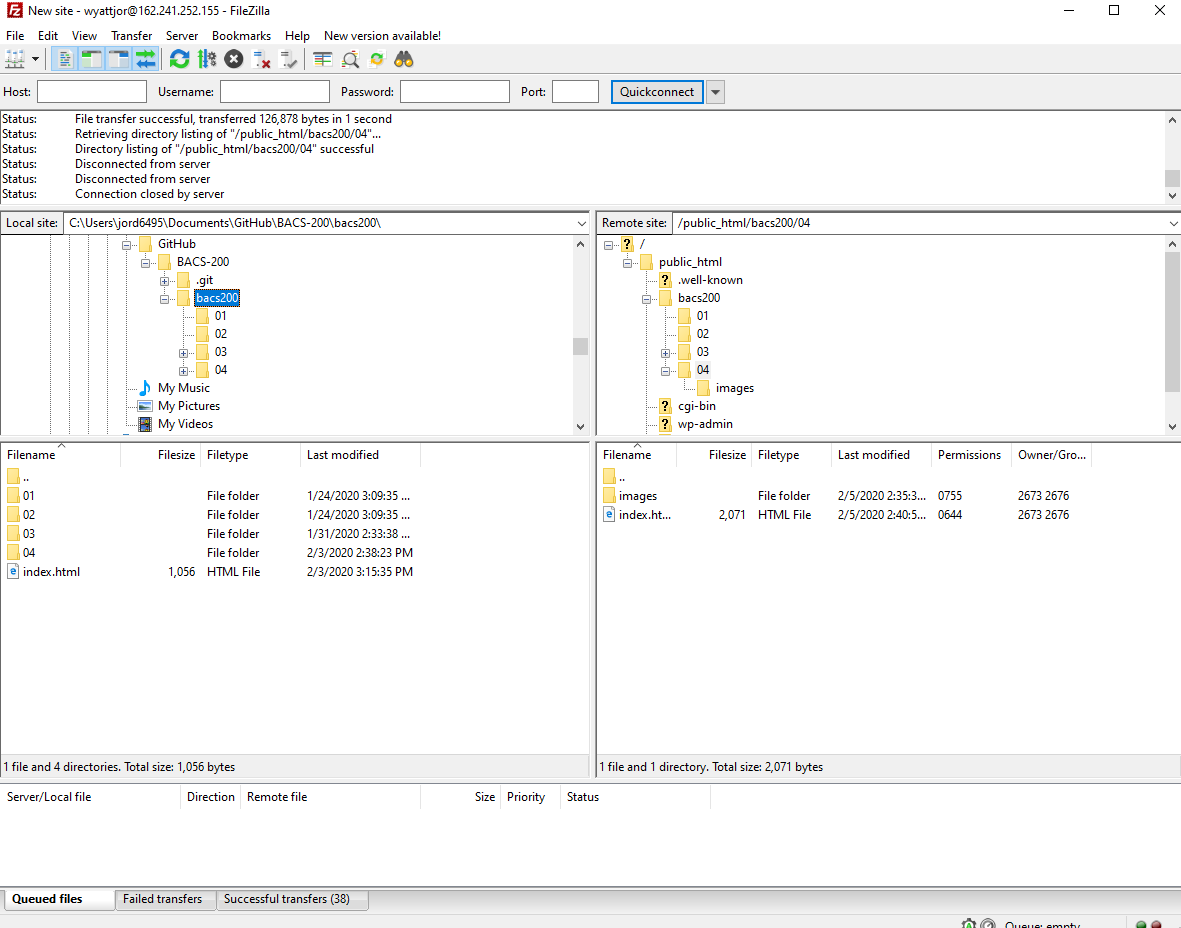 New site - wyattjor@162.241.252.155 - FileZilla
File Edit View Transfer Server Bookmarks Help New version available!
Host: Username: Password: Port: Quickconnect
Status: File transfer successful, transferred 126,878 bytes in 1 second
Status: Retrieving directory listing of "/public_html/bacs200/04"...
Status: Directory listing of "/public_html/bacs200/04" successful
Status: Disconnected from server
Status: Disconnected from server
Status: Connection closed by server
Local site: C:\Users\jord6495\Documents\GitHub\BACS-200\bacs200\
GitHub
BACS-200
.git
bacs200
01
02
03
04
My Music
My Pictures
My Videos
Remote site: /public_html/bacs200/04
/
public_html
.well-known
bacs200
01
02
03
04
images
cgi-bin
wp-admin
Filename Filesize Filetype Last modified
..
01 File folder 1/24/2020 3:09:35 ...
02 File folder 1/24/2020 3:09:35 ...
03 File folder 1/31/2020 2:33:38 ...
04 File folder 2/3/2020 2:38:23 PM
index.html 1,056 HTML File 2/3/2020 3:15:35 PM
1 file and 4 directories. Total size: 1,056 bytes
Filename Filesize Filetype Last modified Permissions Owner/Gro...
..
images File folder 2/5/2020 2:35:3... 0755 2673 2676
index.ht... 2,071 HTML File 2/5/2020 2:40:5... 0644 2673 2676
1 file and 1 directory. Total size: 2,071 bytes
Server/Local file Direction Remote file Size Priority Status
Queued files Failed transfers Successful transfers (38)
Queue: empty